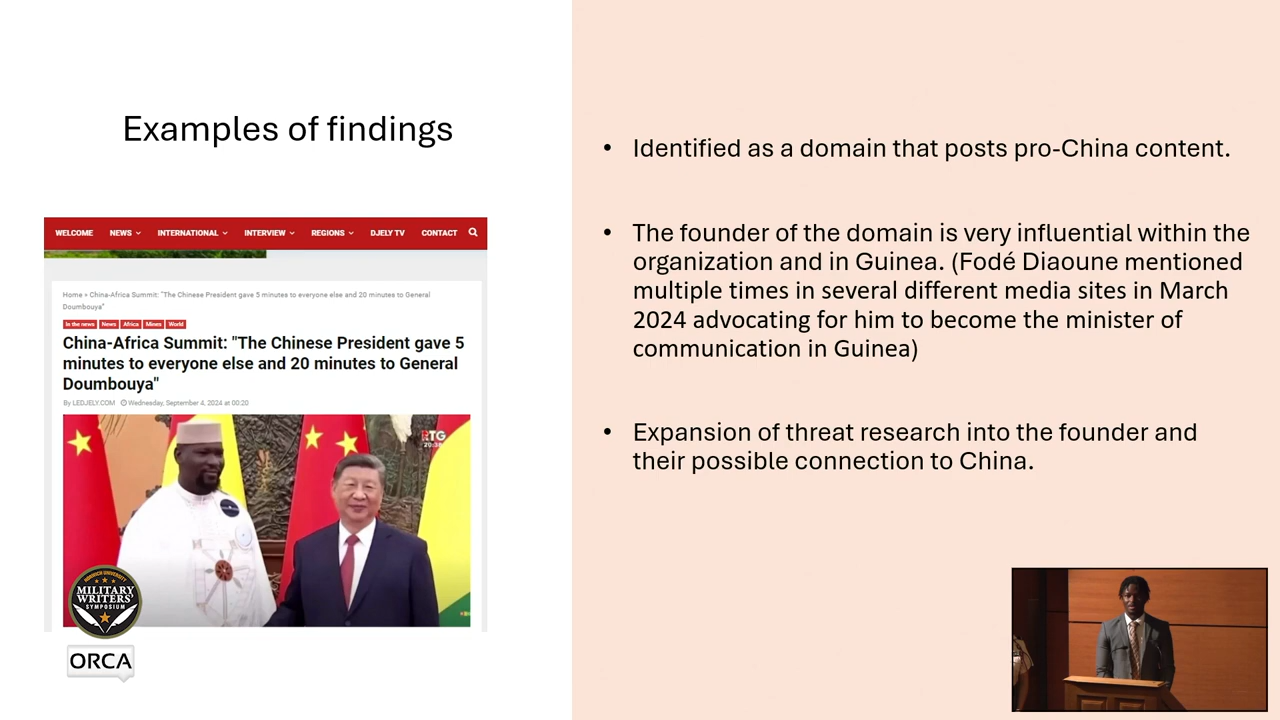 Examples of findings
WELCOME NEWS INTERNATIONAL INTERVIEW REGIONS DJELY TV CONTACT
Home » China-Africa Summit: "The Chinese President gave 5 minutes to everyone else and 20 minutes to General
Doumbouya"
In the news News Africa Mines World
China-Africa Summit: "The Chinese President gave 5
minutes to everyone else and 20 minutes to General
Doumbouya"
By LEDJELY.COM Wednesday, September 4, 2024 at 00:20
RTG
20:30
NORWICH UNIVERSITY
MILITARY
WRITERS'
SYMPOSIUM
ORCA
• Identified as a domain that posts pro-China content.
• The founder of the domain is very influential within the
organization and in Guinea. (Fodé Diaoune mentioned
multiple times in several different media sites in March
2024 advocating for him to become the minister of
communication in Guinea)
• Expansion of threat research into the founder and
their possible connection to China.